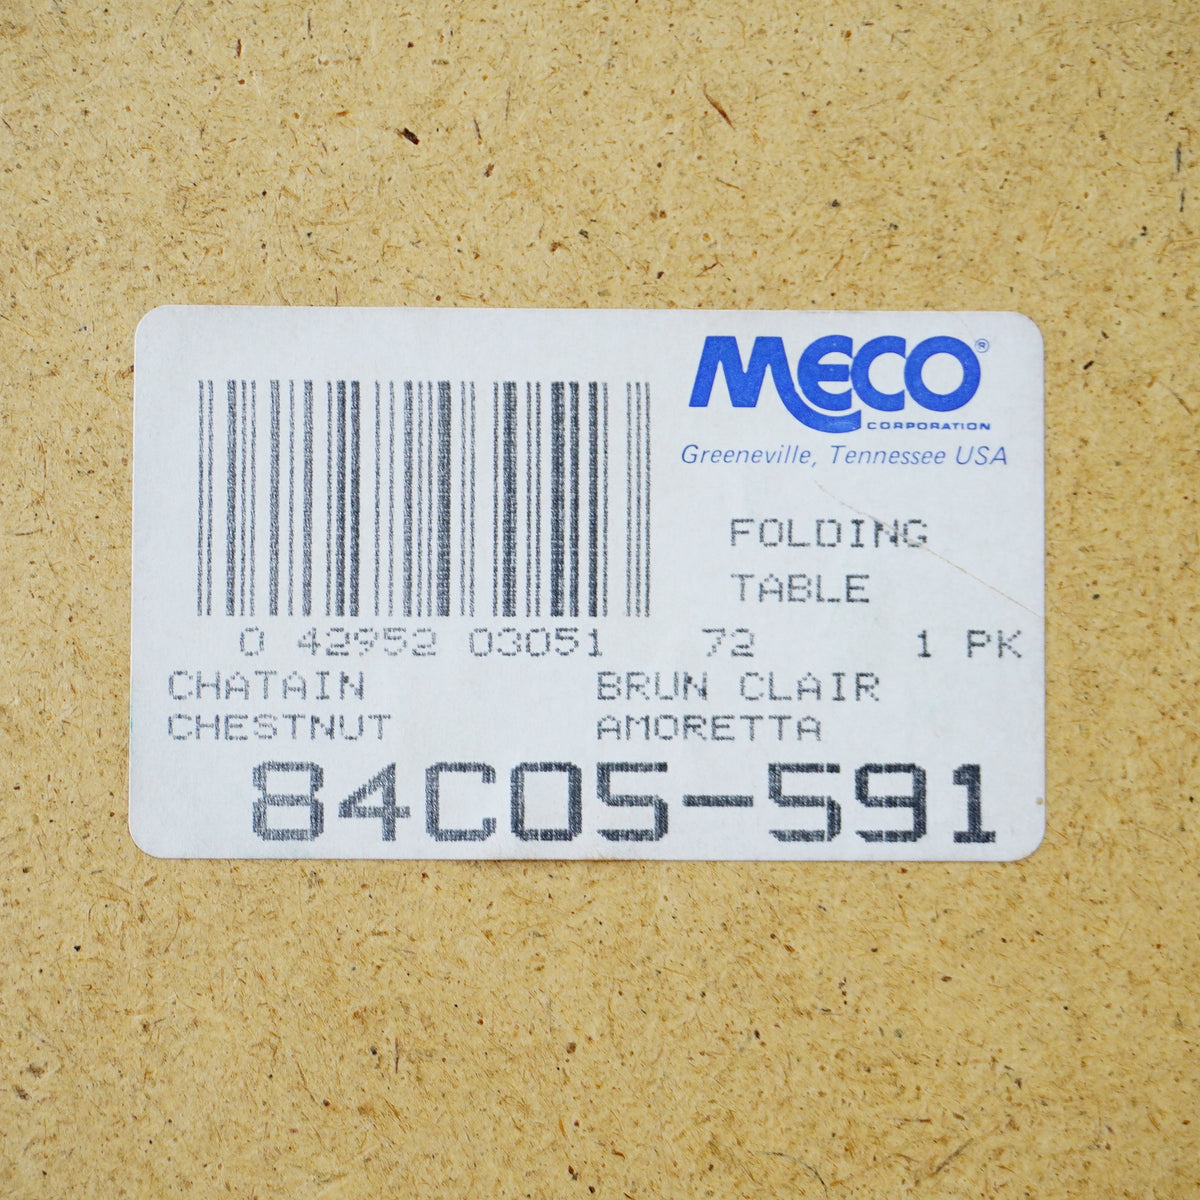 MECO®
CORPORATION
Greeneville, Tennessee USA
FOLDING
TABLE
0 42952 03051 72 1 PK
CHATAIN BRUN CLAIR
CHESTNUT AMORETTA
84C05-591